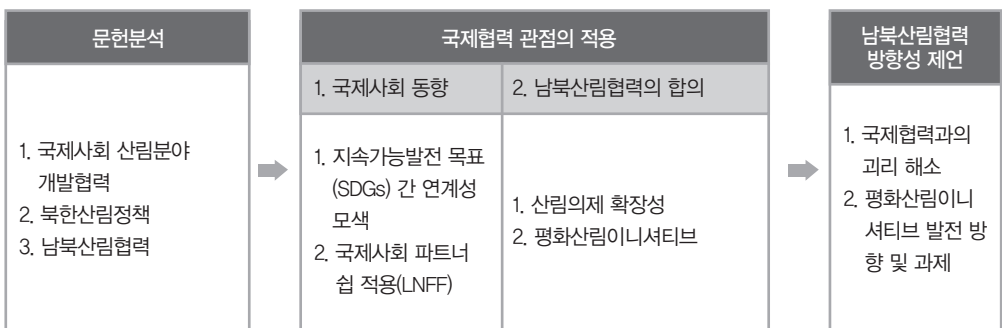 문헌분석
1. 국제사회 산림분야
개발협력
2. 북한산림정책
3. 남북산림협력
국제협력 관점의 적용
1. 국제사회 동향
2. 남북산림협력의 합의
1. 지속가능발전 목표
(SDGs) 간 연계성
모색
2. 국제사회 파트너
쉽 적용(LNFF)
1. 산림의제 확장성
2. 평화산림이니셔티브
남북산림협력
방향성 제언
1. 국제협력과의
괴리 해소
2. 평화산림이니
셔티브 발전 방
향 및 과제